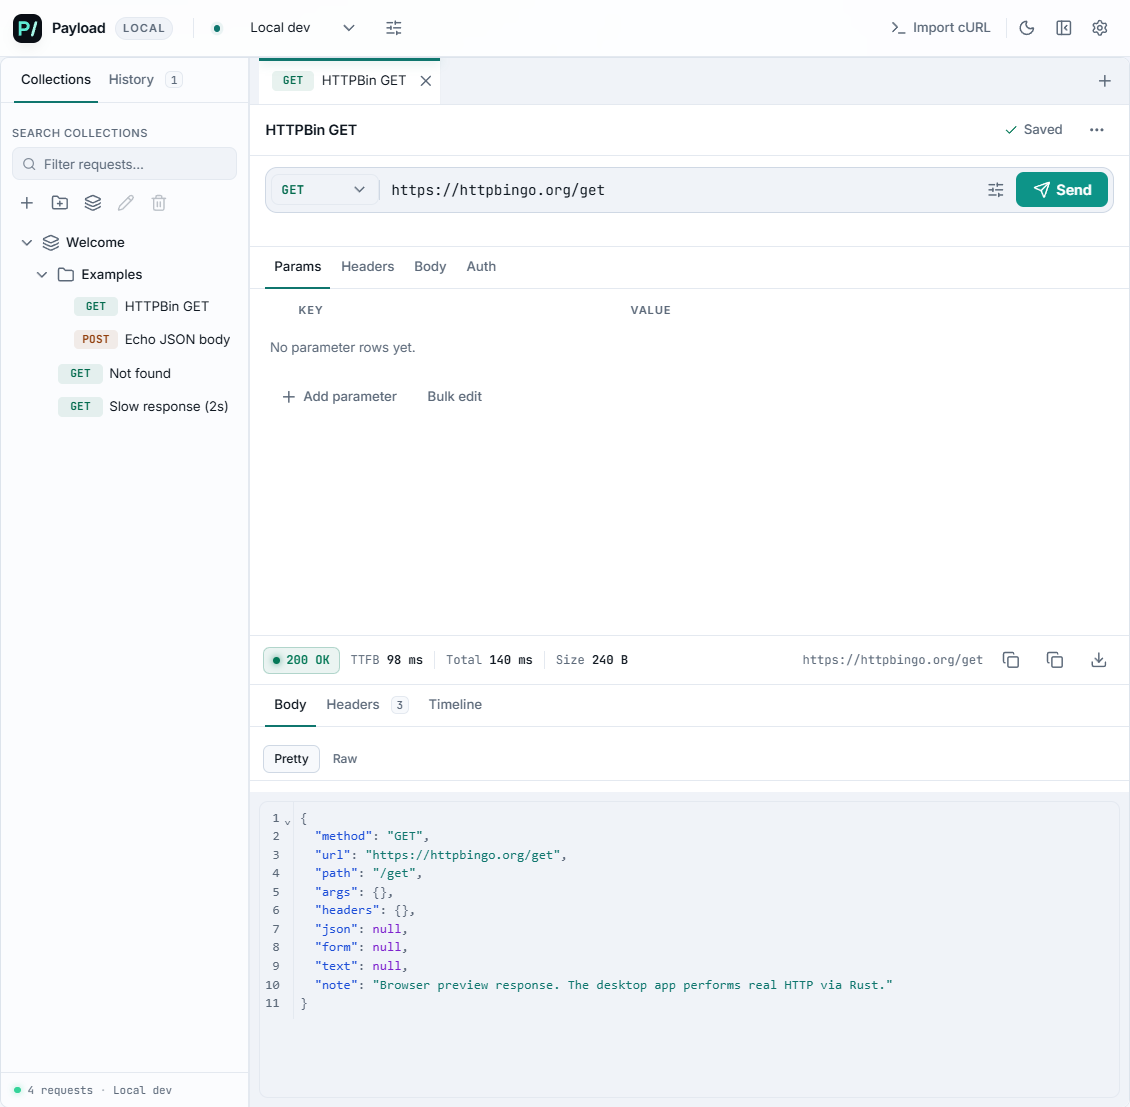 P/ Payload LOCAL Local dev Import cURL
Collections History 1
GET HTTPBin GET
SEARCH COLLECTIONS
Filter requests...
Welcome
Examples
GET HTTPBin GET
POST Echo JSON body
GET Not found
GET Slow response (2s)
4 requests · Local dev
HTTPBin GET Saved
GET https://httpbingo.org/get Send
Params Headers Body Auth
KEY VALUE
No parameter rows yet.
Add parameter Bulk edit
200 OK TTFB 98 ms Total 140 ms Size 240 B https://httpbingo.org/get
Body Headers 3 Timeline
Pretty Raw
1 {
2 "method": "GET",
3 "url": "https://httpbingo.org/get",
4 "path": "/get",
5 "args": {},
6 "headers": {},
7 "json": null,
8 "form": null,
9 "text": null,
10 "note": "Browser preview response. The desktop app performs real HTTP via Rust."
11 }